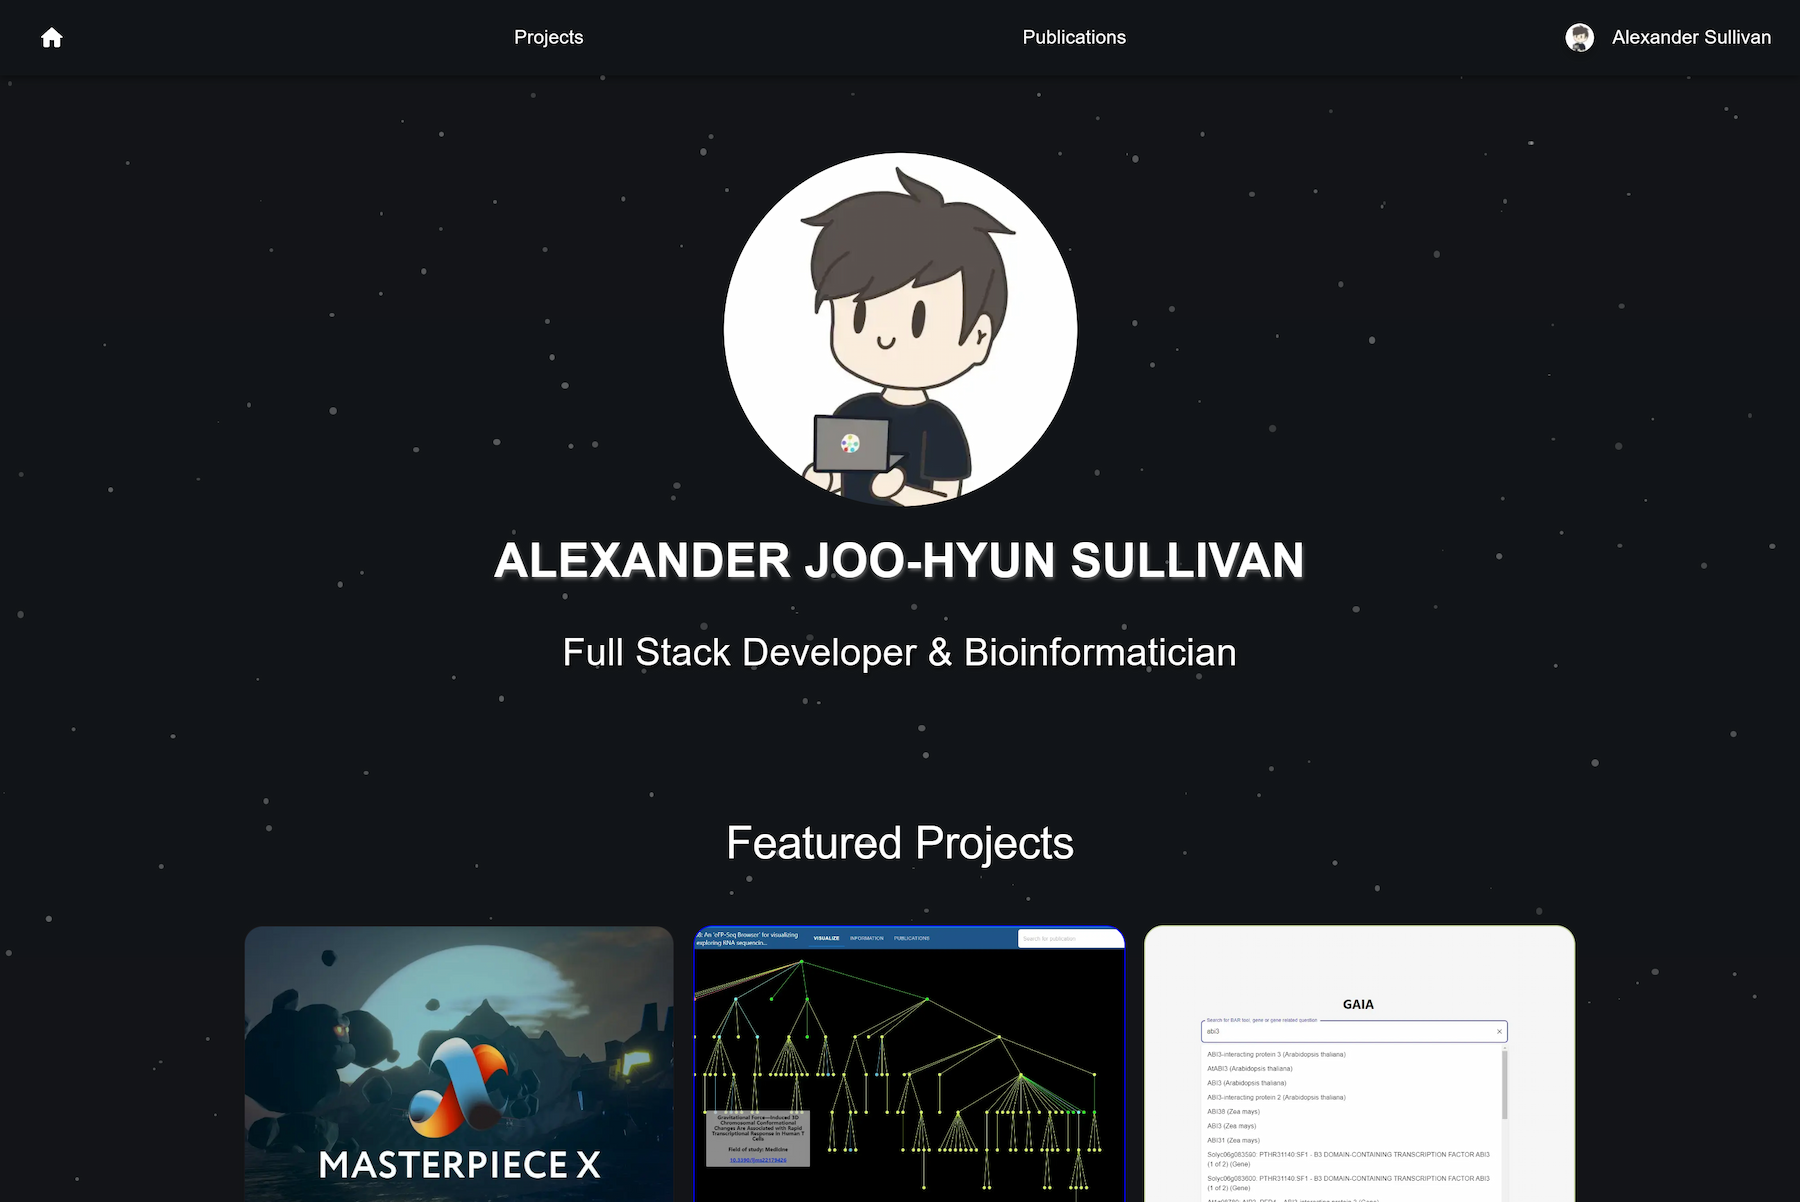 Projects
Publications
Alexander Sullivan
ALEXANDER JOO-HYUN SULLIVAN
Full Stack Developer & Bioinformatician
Featured Projects
MASTERPIECE X
An 'eFP-Seq Browser' for visualizing
exploring RNA sequencin...
VISUALIZE
INFORMATION
PUBLICATIONS
Search for publication
Gravitational Force—Induced 3D
Chromosomal Conformational
Changes Are Associated with Rapid
Transcriptional Response in Human T
Cells
Field of study: Medicine
10.3390/ijms22179426
GAIA
Search for BAR tool, gene or gene related question
abi3
ABI3-interacting protein 3 (Arabidopsis thaliana)
AtABI3 (Arabidopsis thaliana)
ABI3 (Arabidopsis thaliana)
ABI3-interacting protein 2 (Arabidopsis thaliana)
ABI38 (Zea mays)
ABI3 (Zea mays)
ABI31 (Zea mays)
Solyc06g083590: PTHR31140:SF1 - B3 DOMAIN-CONTAINING TRANSCRIPTION FACTOR ABI3
(1 of 2) (Gene)
Solyc06g083600: PTHR31140:SF1 - B3 DOMAIN-CONTAINING TRANSCRIPTION FACTOR ABI3
(1 of 2) (Gene)